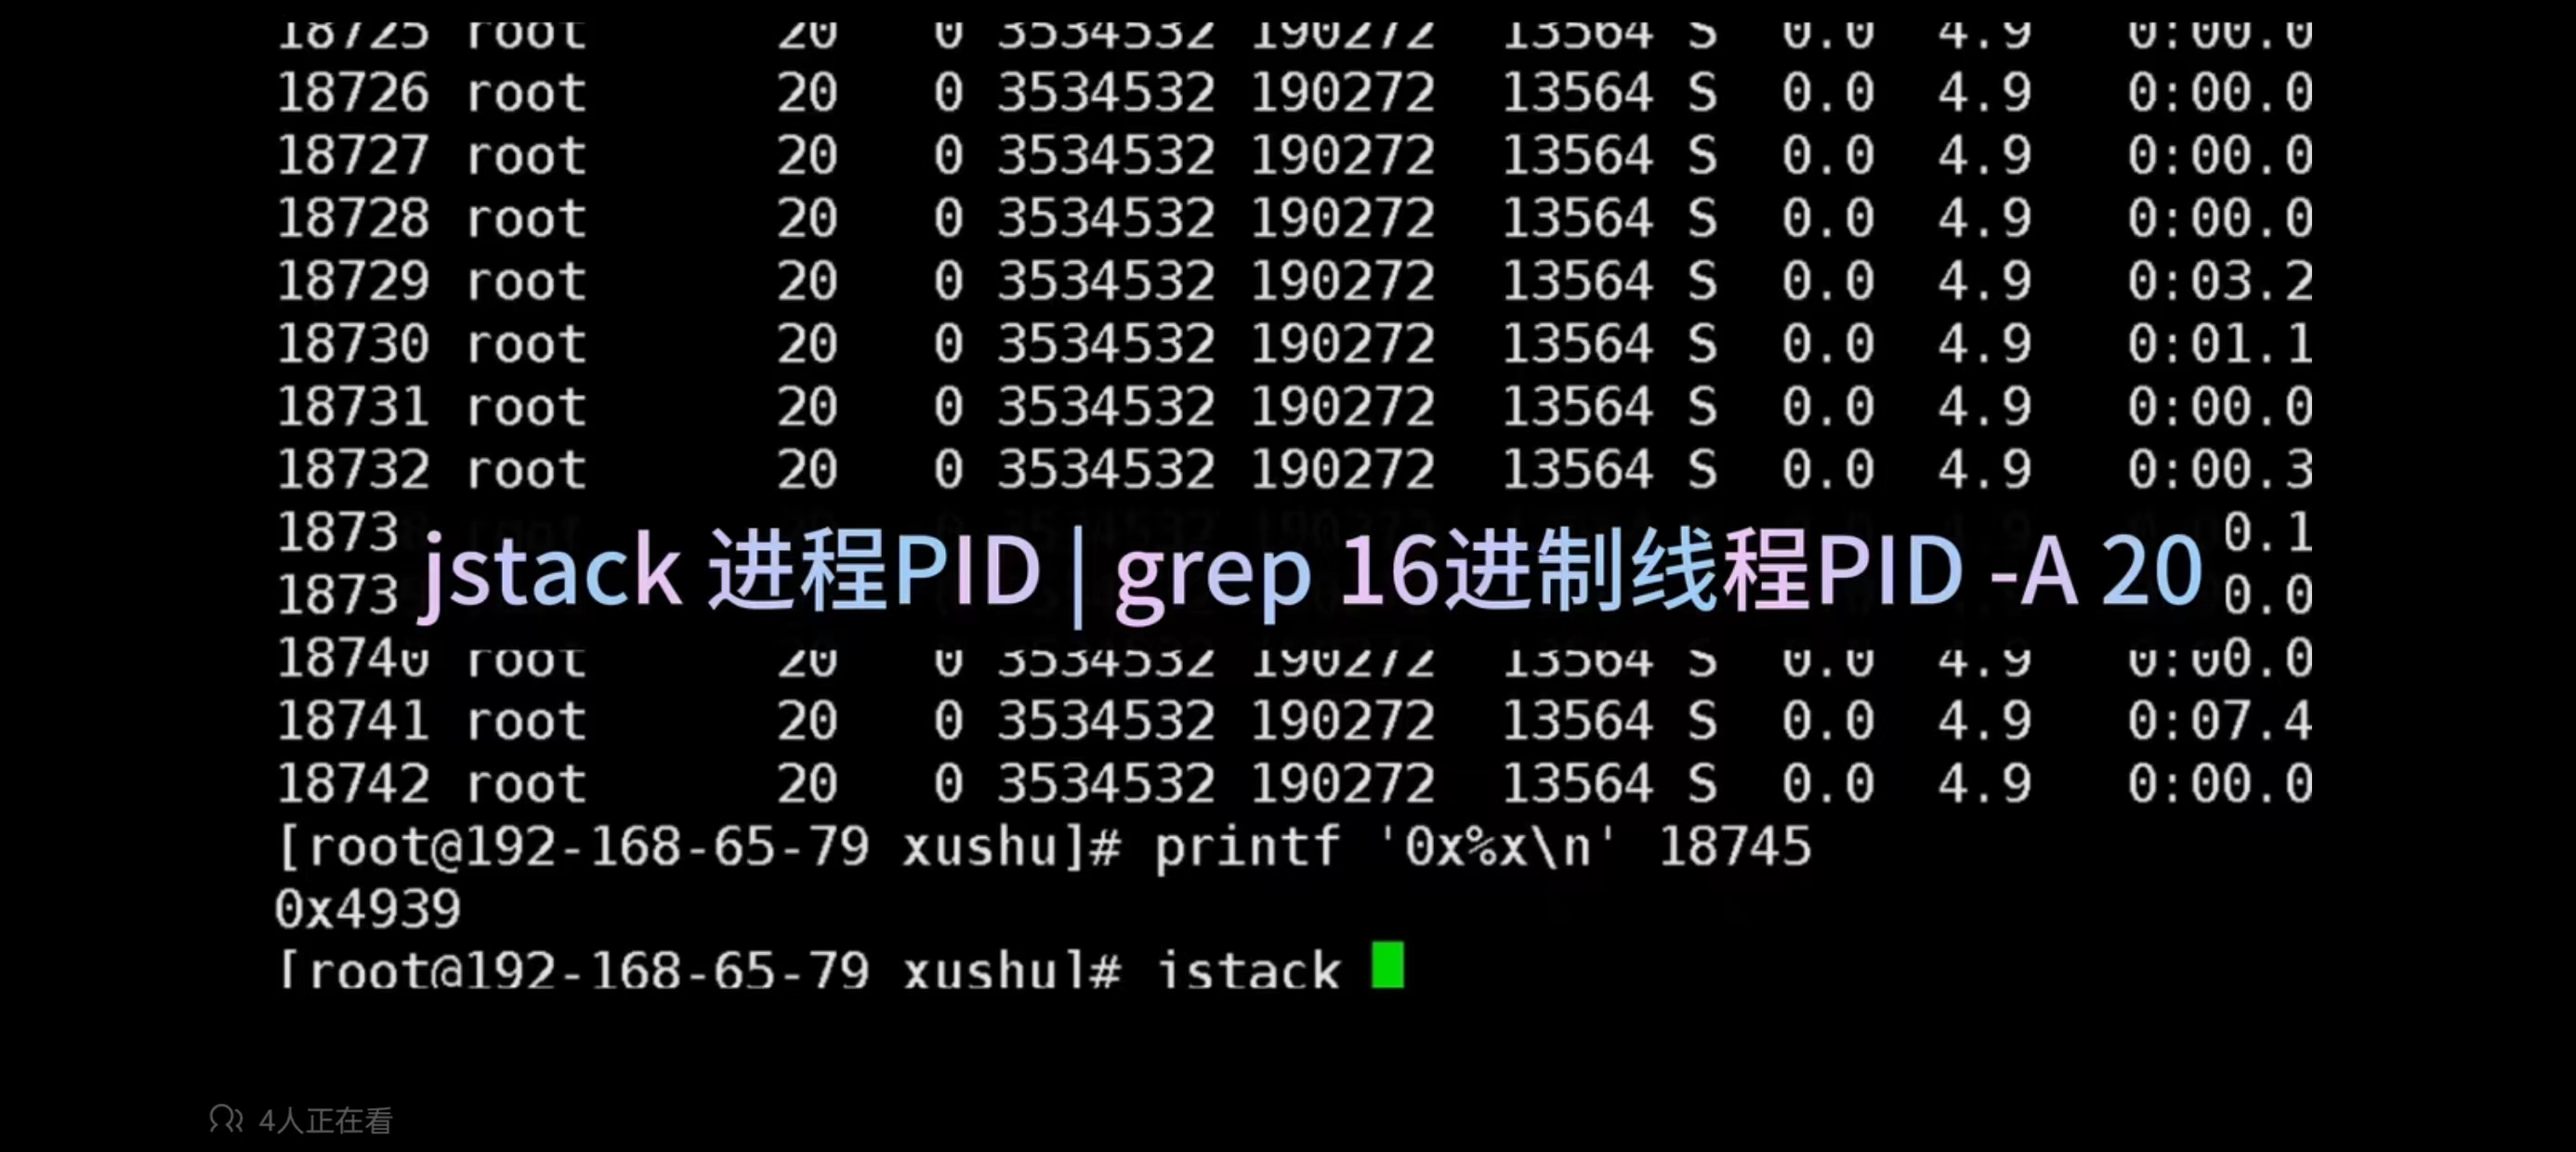 18725 root 20 0 3534532 190272 13564 S 0.0 4.9 0:00.0
18726 root 20 0 3534532 190272 13564 S 0.0 4.9 0:00.0
18727 root 20 0 3534532 190272 13564 S 0.0 4.9 0:00.0
18728 root 20 0 3534532 190272 13564 S 0.0 4.9 0:00.0
18729 root 20 0 3534532 190272 13564 S 0.0 4.9 0:03.2
18730 root 20 0 3534532 190272 13564 S 0.0 4.9 0:01.1
18731 root 20 0 3534532 190272 13564 S 0.0 4.9 0:00.0
18732 root 20 0 3534532 190272 13564 S 0.0 4.9 0:00.3
1873 0.1
jstack 进程PID | grep 16进制线程PID -A 20
1873 0.0
18740 root 20 0 3534532 190272 13564 S 0.0 4.9 0:00.0
18741 root 20 0 3534532 190272 13564 S 0.0 4.9 0:07.4
18742 root 20 0 3534532 190272 13564 S 0.0 4.9 0:00.0
[root@192-168-65-79 xushu]# printf '0x%x\n' 18745
0x4939
[root@192-168-65-79 xushu]# jstack
4人正在看